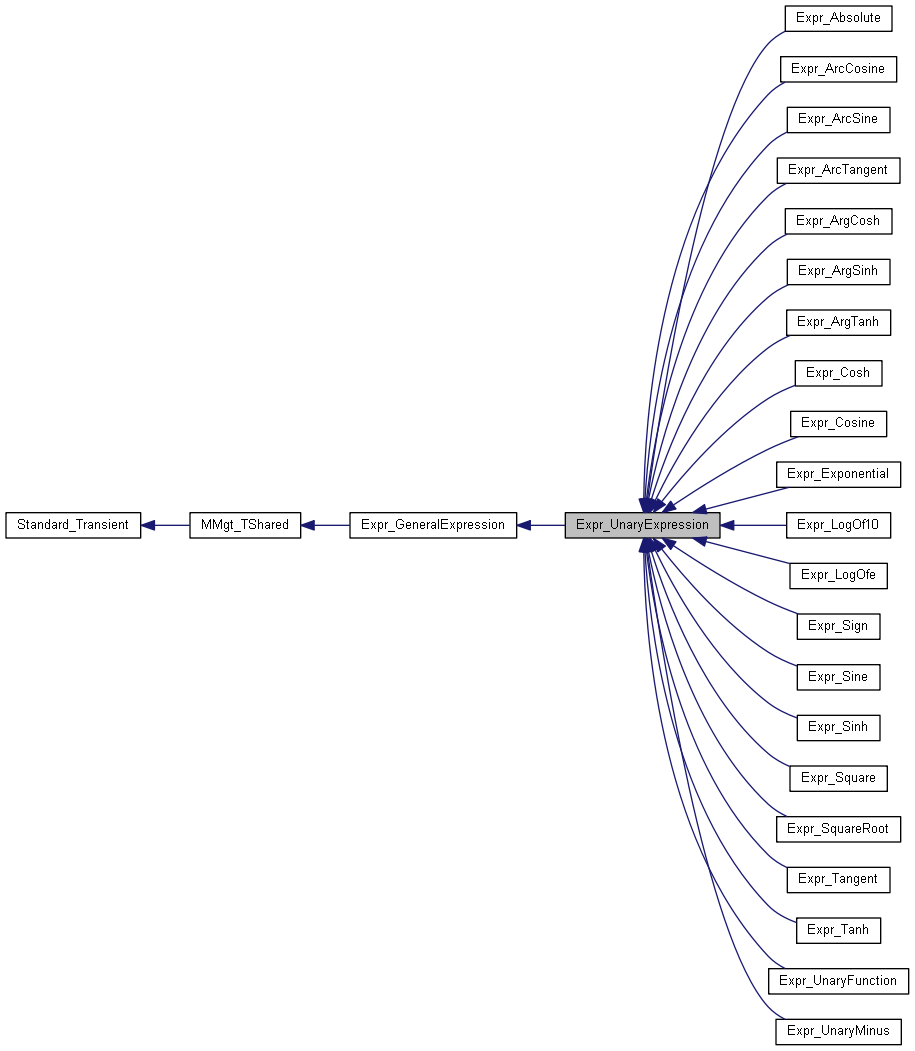 Expr_Absolute
Expr_ArcCosine
Expr_ArcSine
Expr_ArcTangent
Expr_ArgCosh
Expr_ArgSinh
Expr_ArgTanh
Expr_Cosh
Expr_Cosine
Expr_Exponential
Standard_Transient
MMgt_TShared
Expr_GeneralExpression
Expr_UnaryExpression
Expr_LogOf10
Expr_LogOfe
Expr_Sign
Expr_Sine
Expr_Sinh
Expr_Square
Expr_SquareRoot
Expr_Tangent
Expr_Tanh
Expr_UnaryFunction
Expr_UnaryMinus